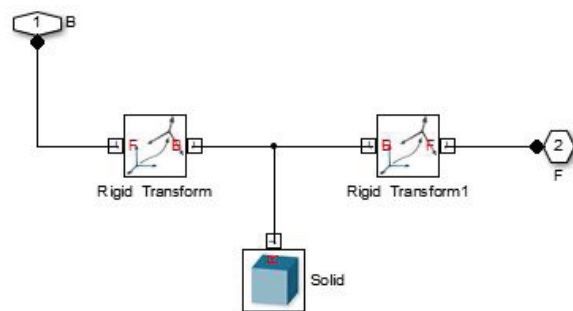 1 B
F B
B F
2
Rigid Transform
Rigid Transform1
F
R
Solid